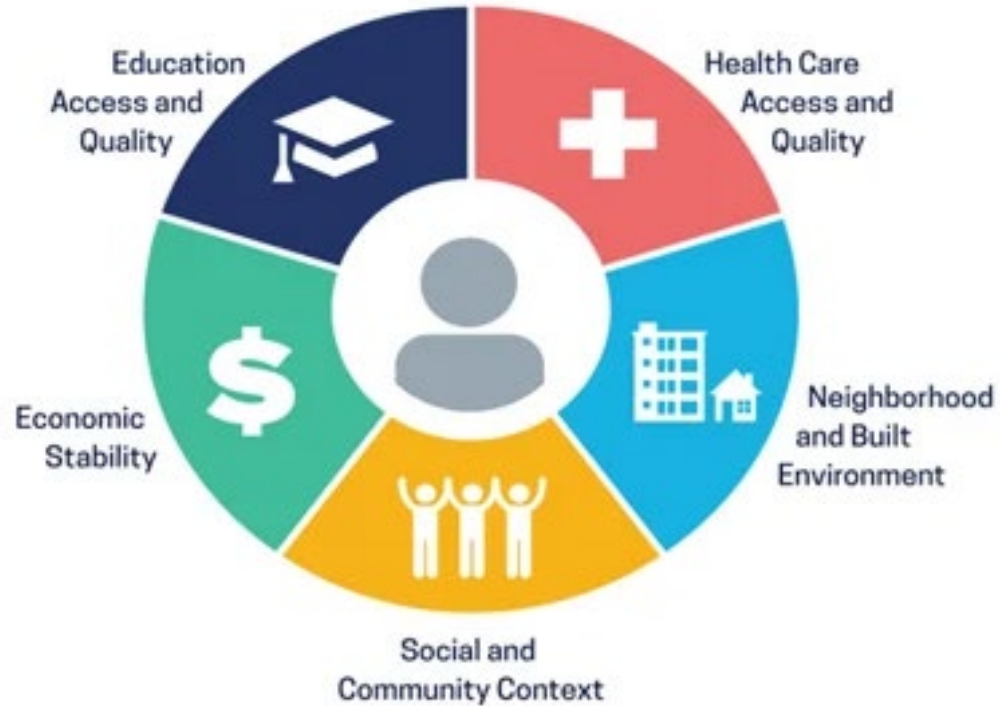 Education
Access and
Quality
Health Care
Access and
Quality
$
Economic
Stability
Neighborhood
and Built
Environment
Social and
Community Context